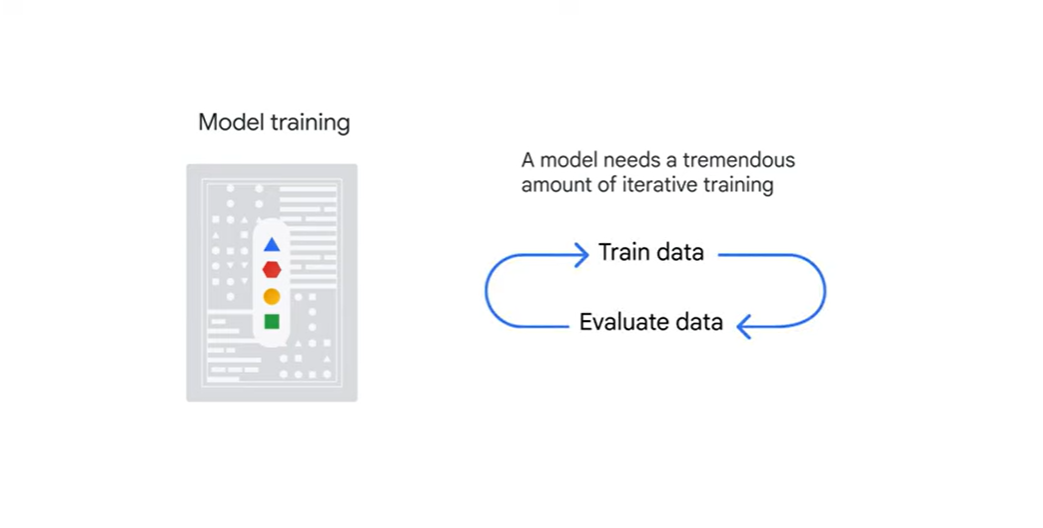 Model training
A model needs a tremendous
amount of iterative training
Train data
Evaluate data